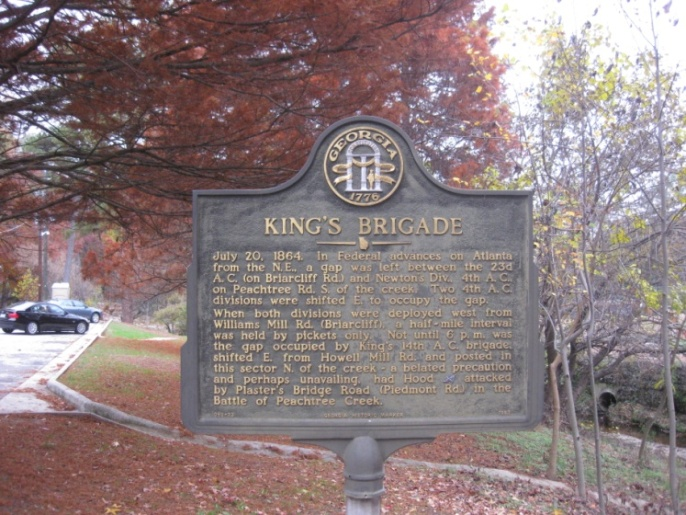 GEORGIA
1776
KING'S BRIGADE
July 20, 1864. In Federal advances on Atlanta
from the N.E., a gap was left between the 23d
A. C. (on Briarcliff Rd.) and Newton's Div., 4th A. C.
on Peachtree Rd. S. of the creek. Two 4th A. C.
divisions were shifted E. to occupy the gap.
When both divisions were deployed west from
Williams Mill Rd. (Briarcliff), a half-mile interval
was held by pickets only. Not until 6 p. m. was
the gap occupied by King's 14th A. C. brigade,
shifted E. from Howell Mill Rd. and posted in
this sector N. of the creek - a belated precaution
and perhaps unavailing, had Hood attacked
by Plaster's Bridge Road (Piedmont Rd.) in the
Battle of Peachtree Creek.